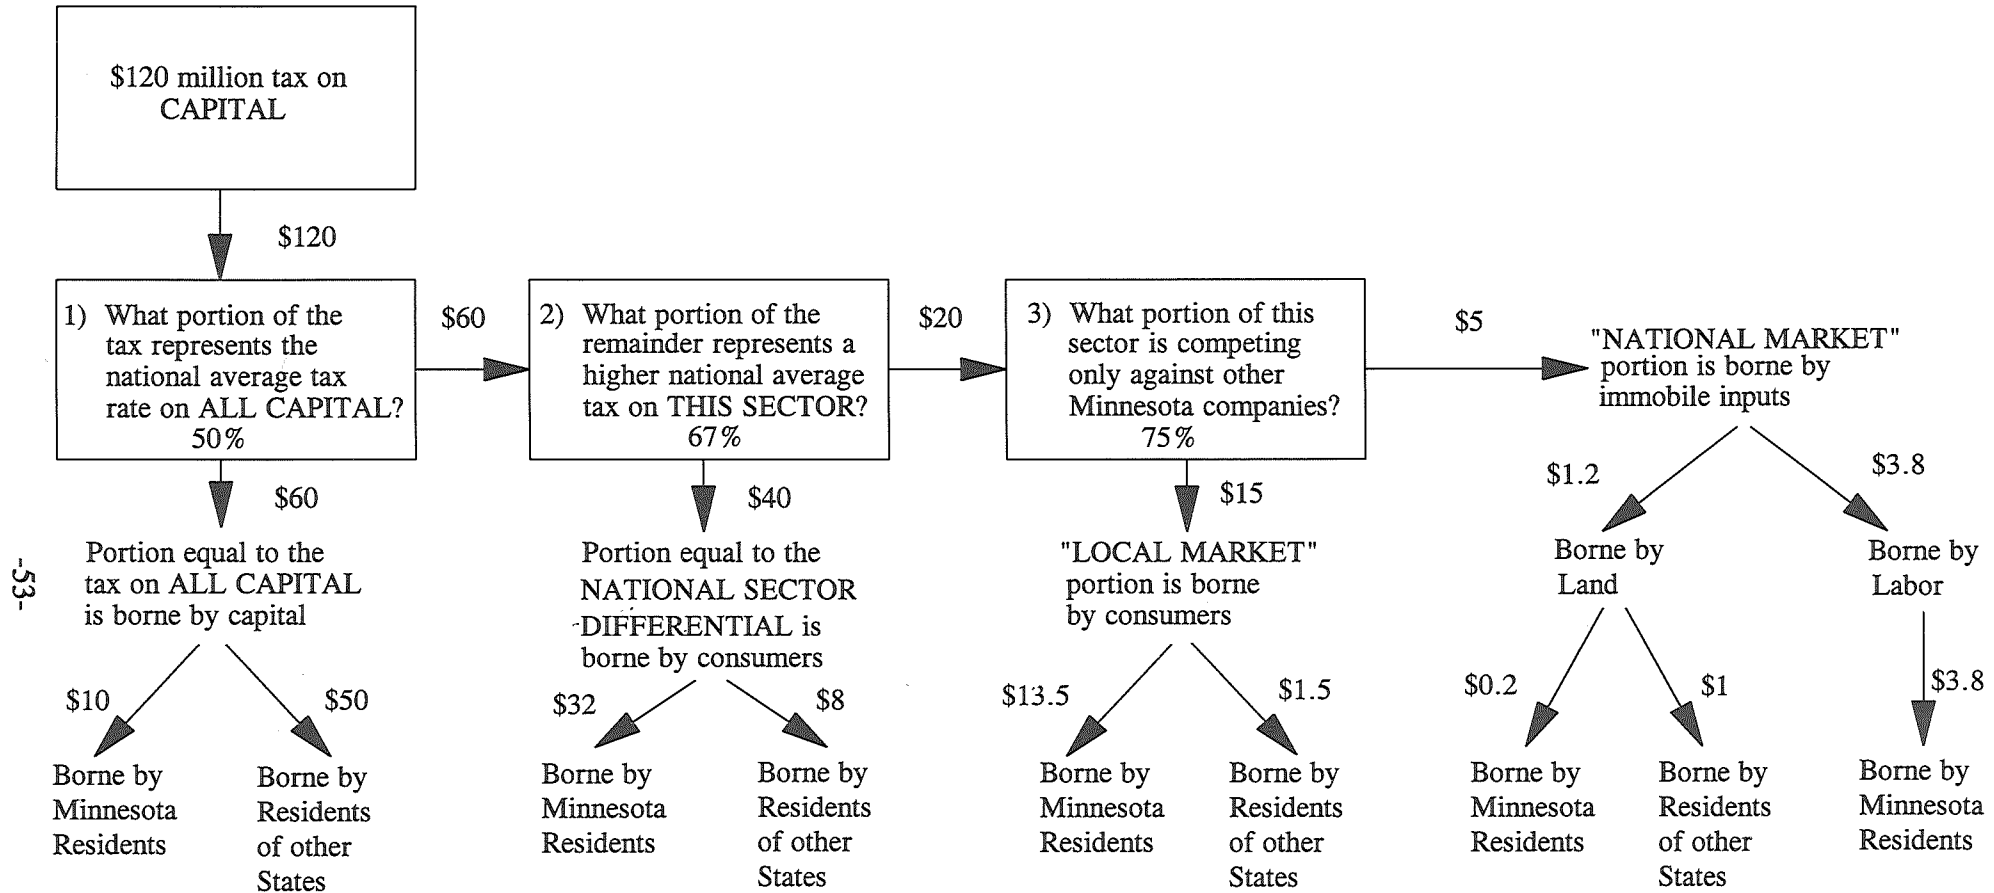 $120 million tax on
CAPITAL
$120
1) What portion of the
tax represents the
national average tax
rate on ALL CAPITAL?
50%
$60
2) What portion of the
remainder represents a
higher national average
tax on THIS SECTOR?
67%
$20
3) What portion of this
sector is competing
only against other
Minnesota companies?
75%
$5
"NATIONAL MARKET"
portion is borne by
immobile inputs
$60
Portion equal to the
tax on ALL CAPITAL
is borne by capital
$10
$50
Borne by
Minnesota
Residents
Borne by
Residents
of other
States
$40
Portion equal to the
NATIONAL SECTOR
DIFFERENTIAL is
borne by consumers
$32
$8
Borne by
Minnesota
Residents
Borne by
Residents
of other
States
$15
"LOCAL MARKET"
portion is borne
by consumers
$13.5
$1.5
Borne by
Minnesota
Residents
Borne by
Residents
of other
States
$1.2
$3.8
Borne by
Land
Borne by
Labor
$0.2
$1
$3.8
Borne by
Minnesota
Residents
Borne by
Residents
of other
States
Borne by
Minnesota
Residents
-53-